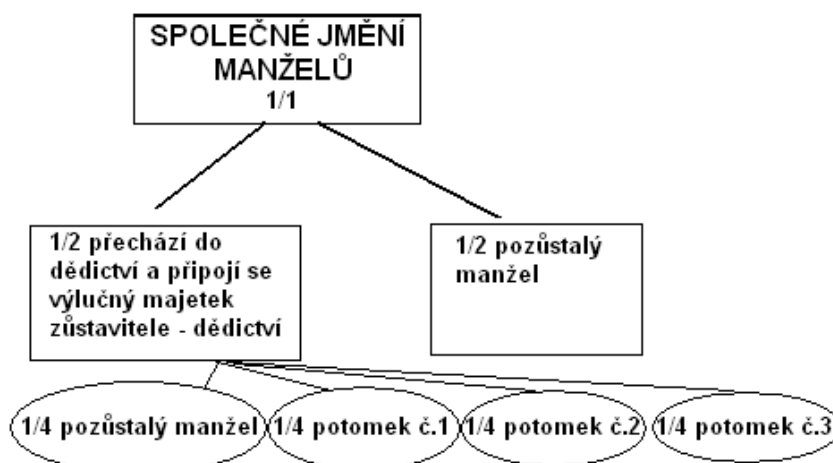 SPOLEČNÉ JMĚNÍ
MANŽELŮ
1/1
1/2 přechází do
dědictví a připojí se
výlučný majetek
zůstavitele - dědictví
1/2 pozůstalý
manžel
1/4 pozůstalý manžel
1/4 potomek č.1
1/4 potomek č.2
1/4 potomek č.3